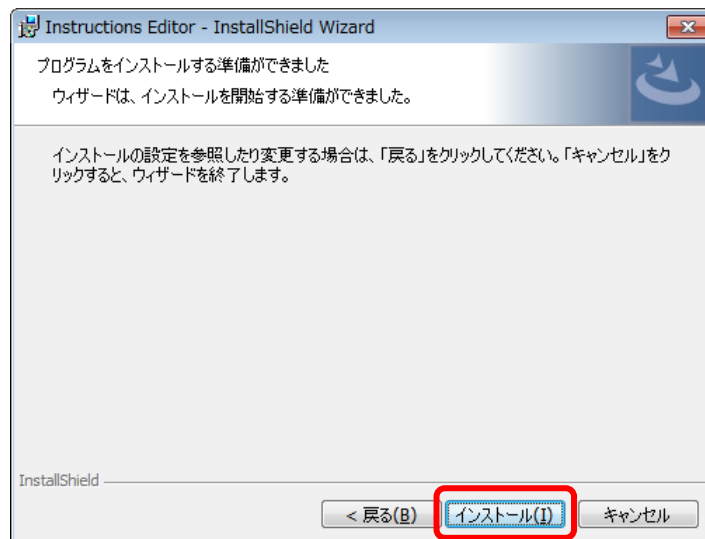 Instructions Editor - InstallShield Wizard
プログラムをインストールする準備ができました
ウィザードは、インストールを開始する準備ができました。
インストールの設定を参照したり変更する場合は、「戻る」をクリックしてください。「キャンセル」をク
リックすると、ウィザードを終了します。
InstallShield
< 戻る(B) インストール(I) キャンセル